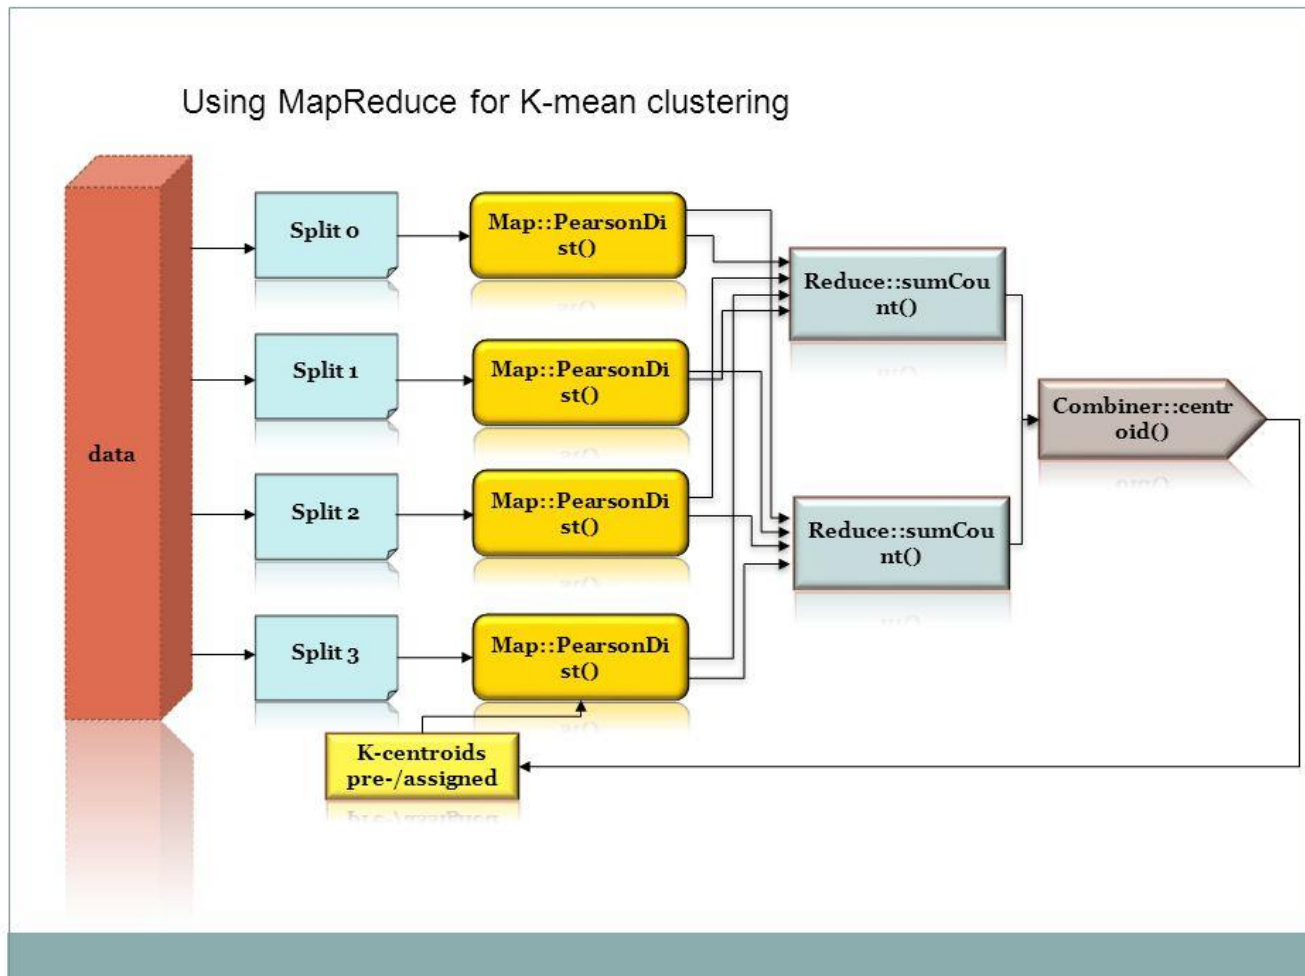 Using MapReduce for K-mean clustering
data
Split 0
Map::PearsonDi
st()
Split 1
Map::PearsonDi
st()
Split 2
Map::PearsonDi
st()
Split 3
Map::PearsonDi
st()
K-centroids
pre-/assigned
Reduce::sumCou
nt()
Reduce::sumCou
nt()
Combiner::centr
oid()